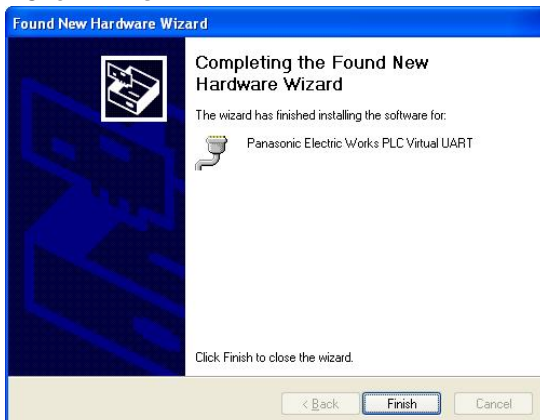 Found New Hardware Wizard
Completing the Found New
Hardware Wizard
The wizard has finished installing the software for:
Panasonic Electric Works PLC Virtual UART
Click Finish to close the wizard.
< Back
Finish
Cancel